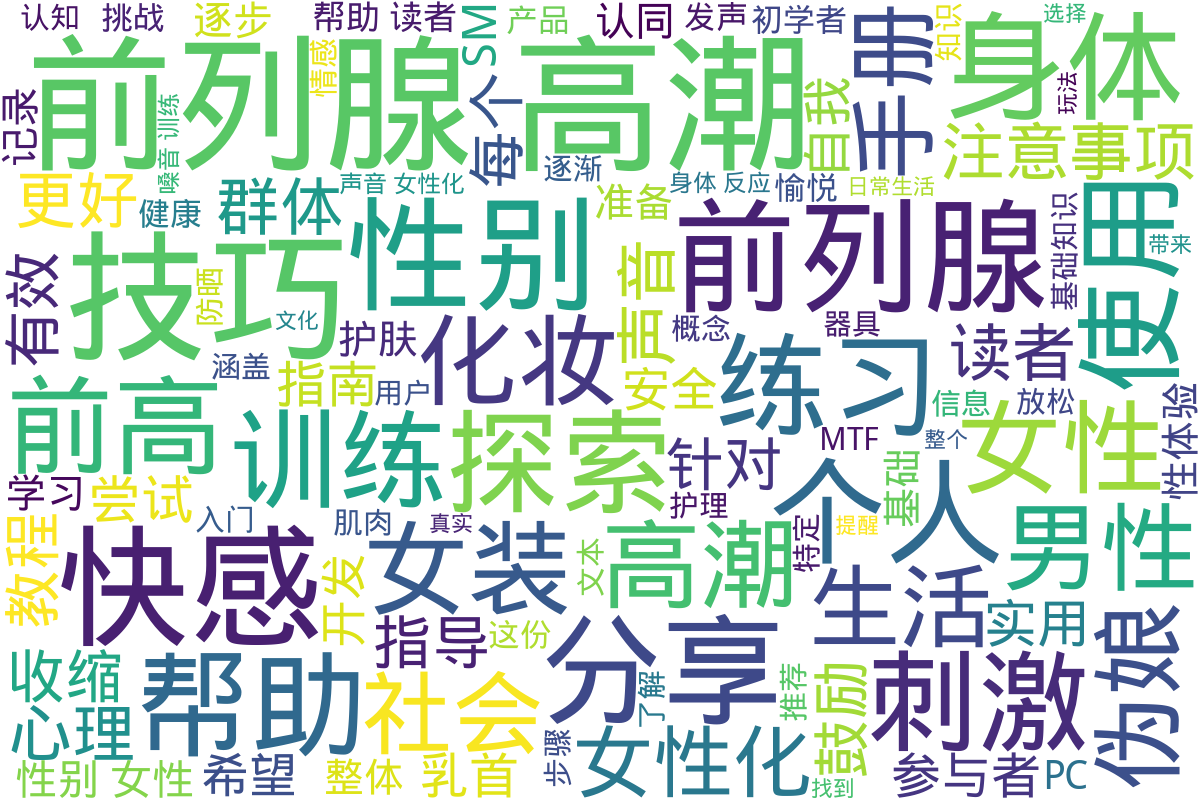 认知 挑战
逐步
帮助 读者
SM
产品
认同
发声
初学者
手册
知识
选择
前列腺 高潮
身体
情感
记录
嗓音 训练
每个
自我
玩法
注意事项
逐渐
更好
健康
群体
声音 女性化
准备
身体 反应
愉悦
日常生活
使用
基础知识
带来
技巧
性别
前列腺
有效
防晒
文化
护肤
化妆
声音
概念
器具
读者
涵盖
指南
用户
安全
练习
信息
放松
性体验
前高
训练
探索
针对
MTF
整个
女性
学习
尝试
个人
基础
护理
教程
入门
肌肉
真实
女装
高潮
特定
提醒
男性
快感
开发
文本
生活
实用
伪娘
指导
这份
分享
收缩
帮助
社会
了解
推荐
鼓励
刺激
心理
女性化
步骤
性别 女性
希望
整体
乳首
找到
参与者
PC